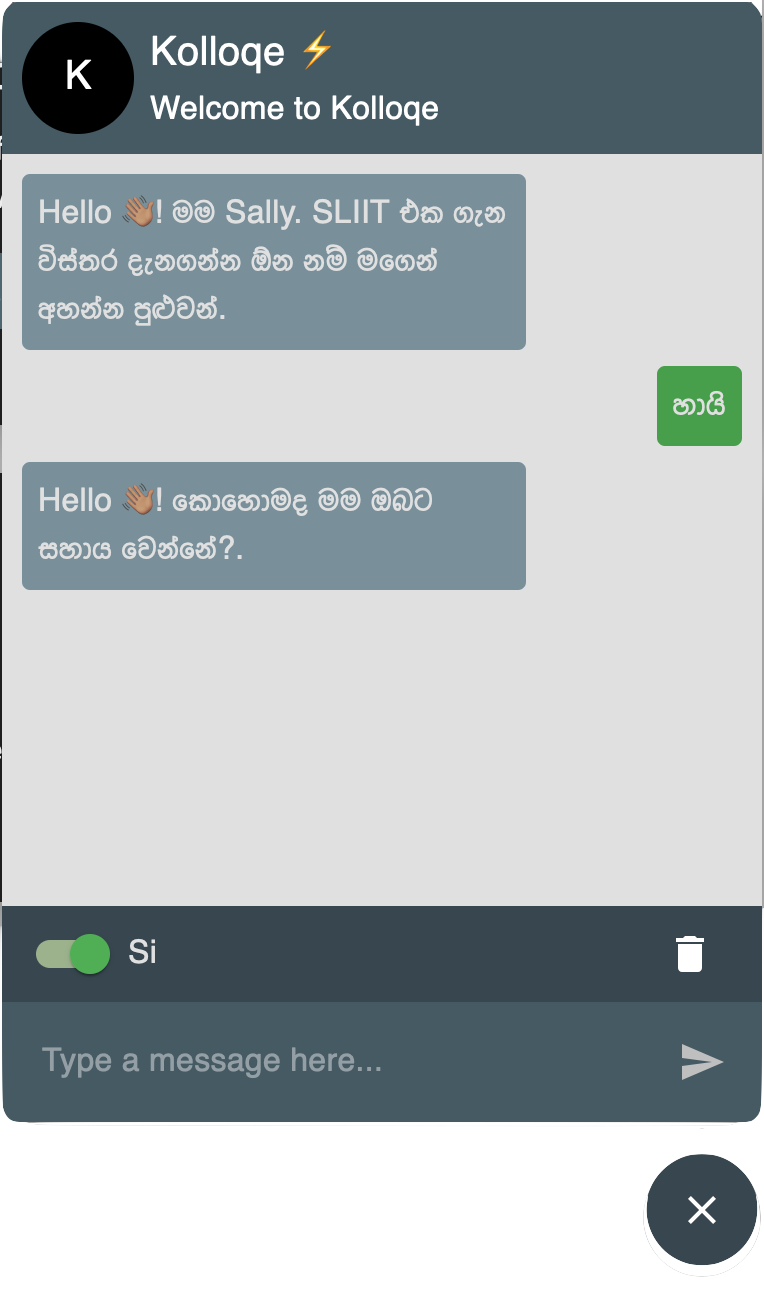 K
Kolloqe ⚡
Welcome to Kolloqe
Hello 👋🏽! මම Sally. SLIIT එක ගැන
විස්තර දැනගන්න ඕන නම් මගෙන්
අහන්න පුළුවන්.
හායි
Hello 👋🏽! කොහොමද මම ඔබට
සහාය වෙන්නේ?.
Si
Type a message here...